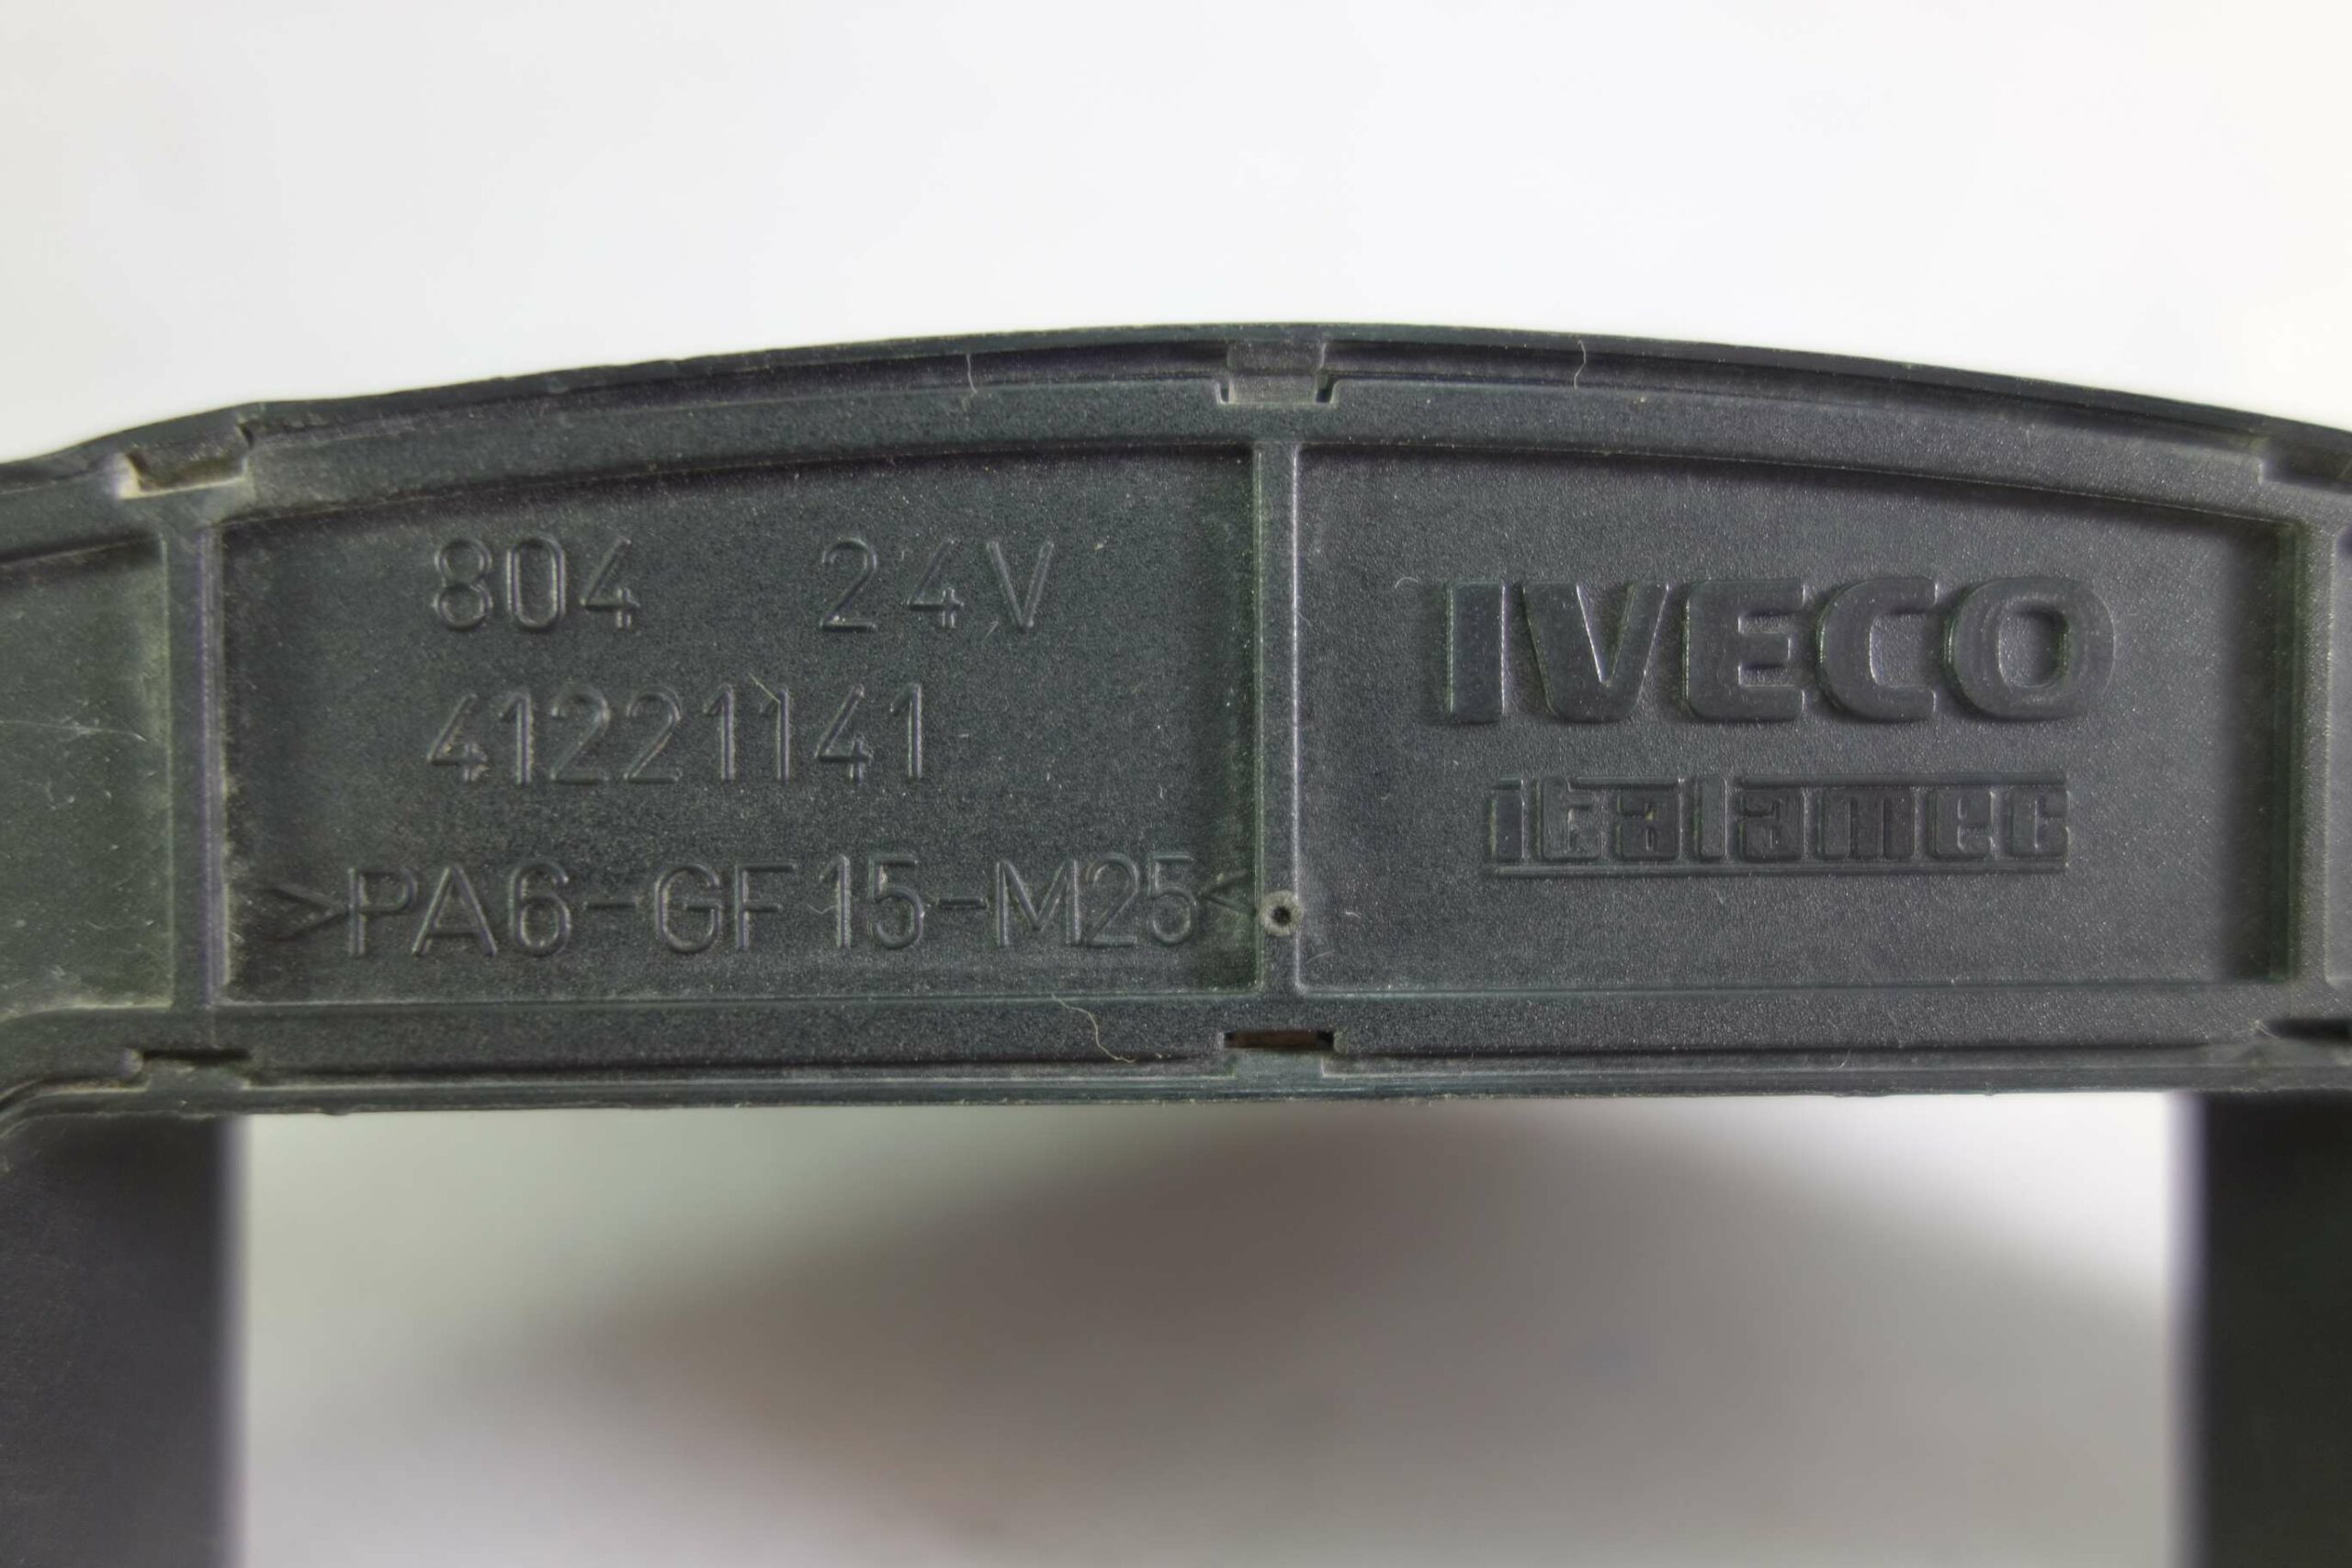 804 24V
41221141
>PA6-GF15-M25<
IVECO
italamec